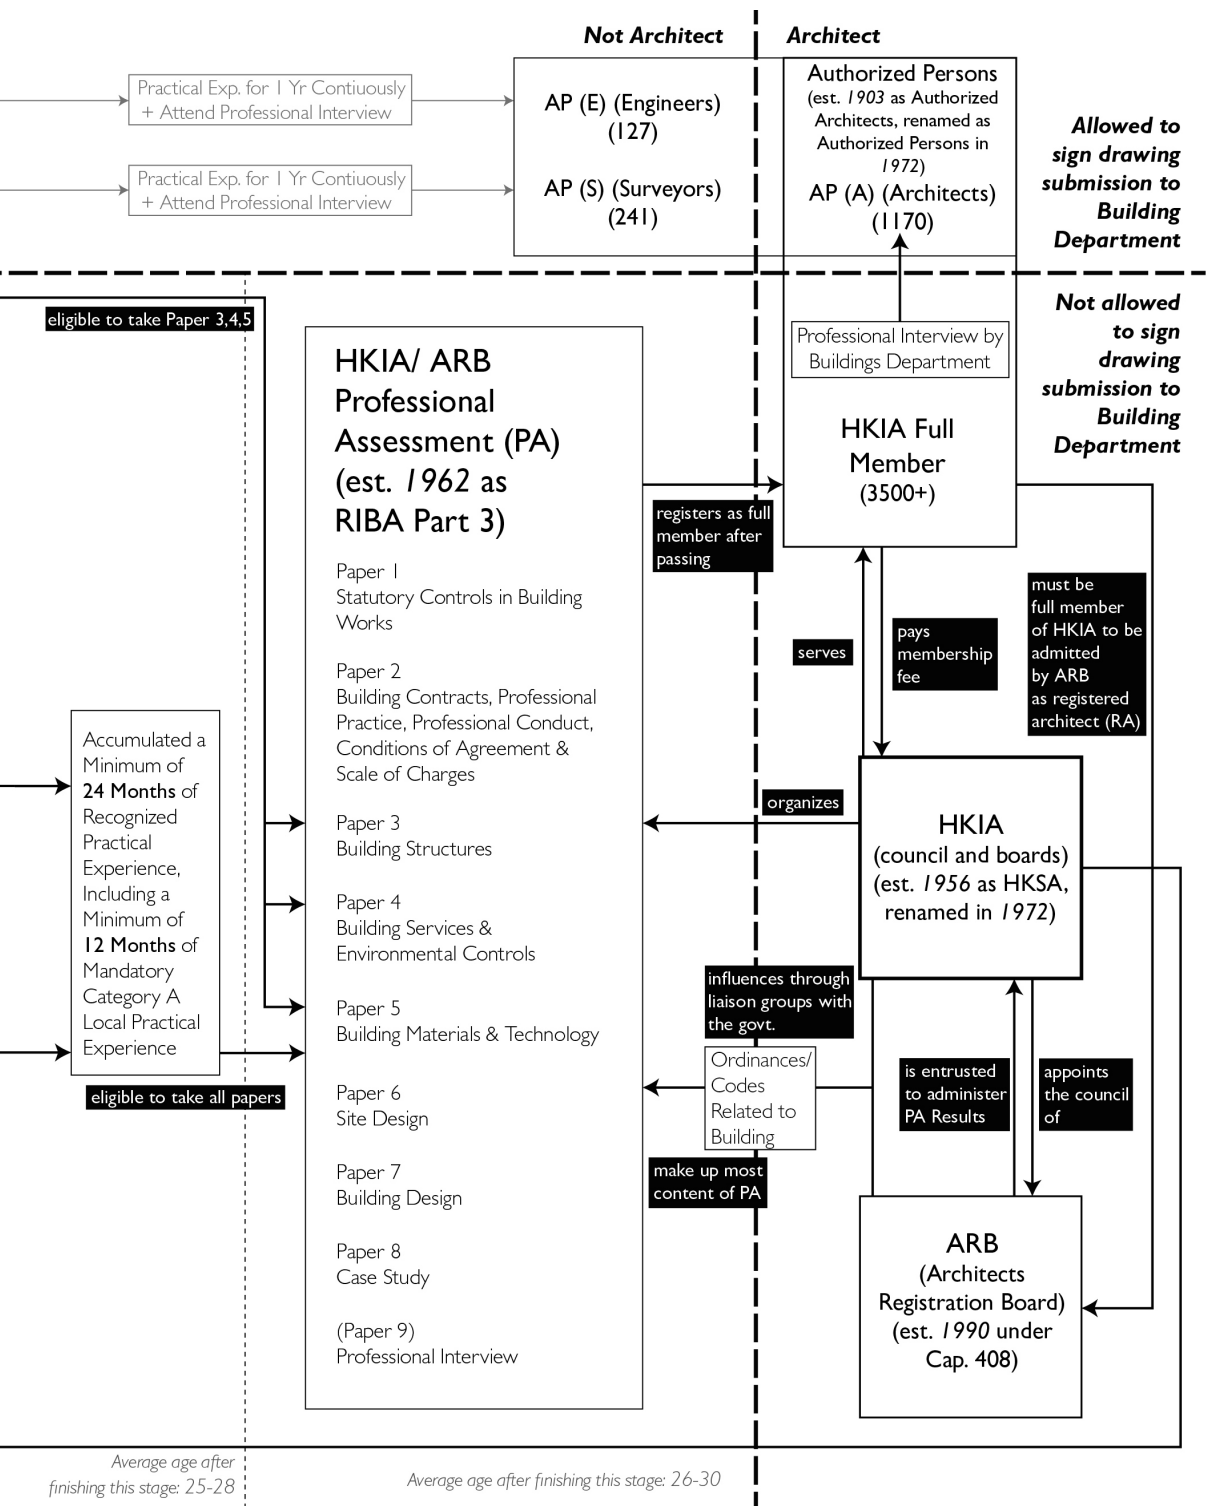 Not Architect
Architect
Practical Exp. for 1 Yr Contiuously
+ Attend Professional Interview
Practical Exp. for 1 Yr Contiuously
+ Attend Professional Interview
AP (E) (Engineers)
(127)
AP (S) (Surveyors)
(241)
Authorized Persons
(est. 1903 as Authorized
Architects, renamed as
Authorized Persons in
1972)
AP (A) (Architects)
(1170)
Allowed to
sign drawing
submission to
Building
Department
Not allowed
to sign
drawing
submission to
Building
Department
eligible to take Paper 3,4,5
HKIA/ ARB
Professional
Assessment (PA)
(est. 1962 as
RIBA Part 3)
Paper 1
Statutory Controls in Building
Works
Paper 2
Building Contracts, Professional
Practice, Professional Conduct,
Conditions of Agreement &
Scale of Charges
Paper 3
Building Structures
Paper 4
Building Services &
Environmental Controls
Paper 5
Building Materials & Technology
Paper 6
Site Design
Paper 7
Building Design
Paper 8
Case Study
(Paper 9)
Professional Interview
Accumulated a
Minimum of
24 Months of
Recognized
Practical
Experience,
Including a
Minimum of
12 Months of
Mandatory
Category A
Local Practical
Experience
eligible to take all papers
Professional Interview by
Buildings Department
HKIA Full
Member
(3500+)
registers as full
member after
passing
serves
pays
membership
fee
must be
full member
of HKIA to be
admitted
by ARB
as registered
architect (RA)
organizes
HKIA
(council and boards)
(est. 1956 as HKSA,
renamed in 1972)
influences through
liaison groups with
the govt.
Ordinances/
Codes
Related to
Building
make up most
content of PA
is entrusted
to administer
PA Results
appoints
the council
of
ARB
(Architects
Registration Board)
(est. 1990 under
Cap. 408)
Average age after
finishing this stage: 25-28
Average age after finishing this stage: 26-30